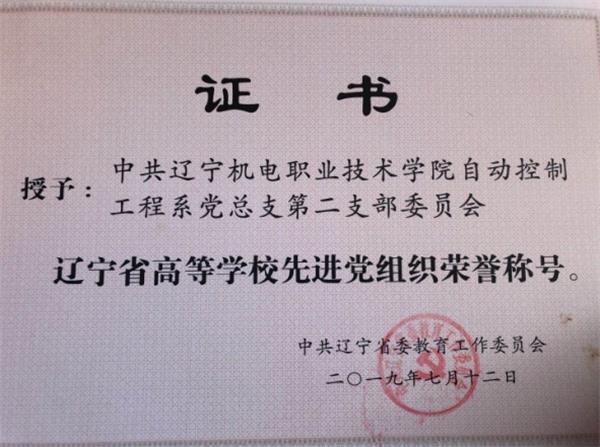 证 书
授予：
中共辽宁机电职业技术学院自动控制
工程系党总支第二支部委员会
辽宁省高等学校先进党组织荣誉称号。
中共辽宁省委教育工作委员会
二〇一九年七月十二日